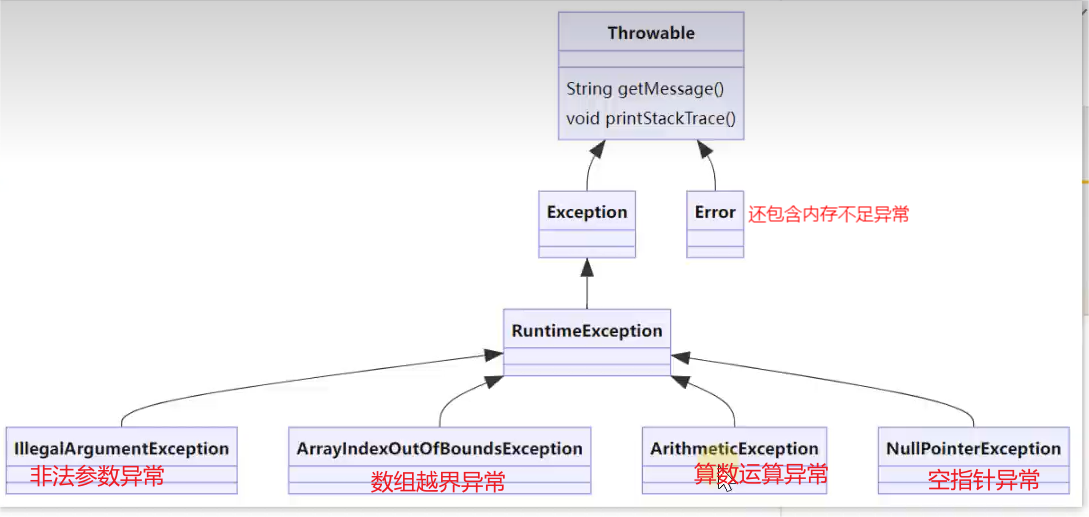 Throwable
String getMessage()
void printStackTrace()
Exception
Error
还包含内存不足异常
RuntimeException
IllegalArgumentException
非法参数异常
ArrayIndexOutOfBoundsException
数组越界异常
ArithmeticException
算数运算异常
NullPointerException
空指针异常